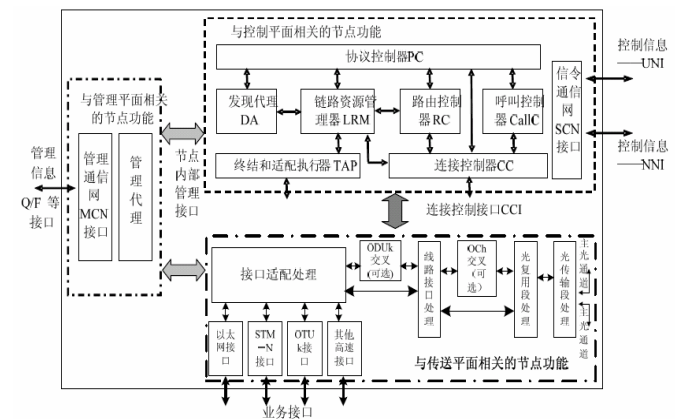 与控制平面相关的节点功能
协议控制器PC
发现代理
DA
链路资源管
理器 LRM
路由控制
器 RC
呼叫控制
器 CallC
终结和适配执行器 TAP
连接控制器CC
信令
通信
网
SCN
接口
控制信息
——UNI
控制信息
——NNI
与管理平面相关
的节点功能
管理
通信
网
MCN
接口
管
理
代
理
管理
信息
Q/F 等
接口
节点
内部
管理
接口
连接控制接口CCI
接口适配处理
ODUk
交叉
(可选)
线
路
接
口
处
理
OCh
交叉
（可
选）
光
复
用
段
处
理
光
传
输
段
处
理
主
光
通
道
主
光
通
道
以太
网接
口
STM
-N
接口
OTU
k接
口
其他
高速
接口
与传送平面相关的节点功能
业务接口